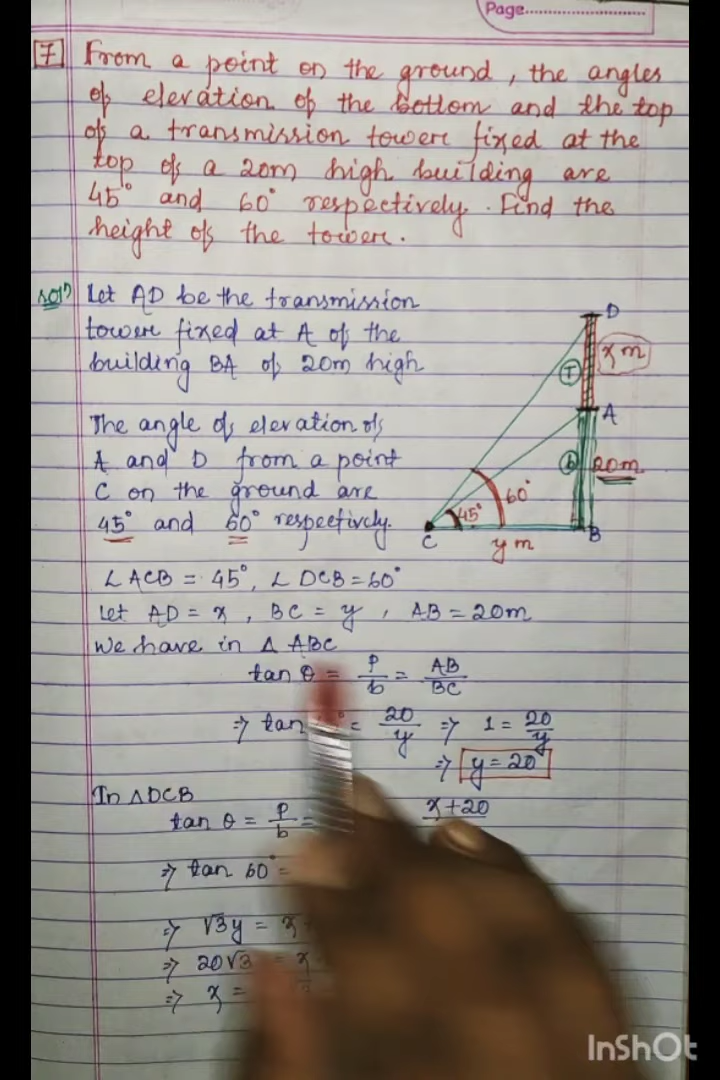 Page
7 From a point on the ground, the angles
of elevation of the bottom and the top
of a transmission tower fixed at the
top of a 20m high building are
45° and 60° respectively. Find the
height of the tower.
Solⁿ Let AD be the transmission
tower fixed at A of the
building BA of 20m high
The angle of elevation of
A and D from a point
C on the ground are
45° and 60° respectively.
D
x m
T
A
b 20m
60°
45°
C B
y m
∠ACB = 45°, ∠DCB = 60°
Let AD = x, BC = y, AB = 20m
We have in △ ABC
tan θ = P/b = AB/BC
⇒ tan ° = 20/y ⇒ 1 = 20/y
⇒ y = 20
In △DCB
tan θ = P/b = x+20
⇒ tan 60° =
⇒ √3y = x
⇒ 20√3 = x
⇒ x =
InShOt